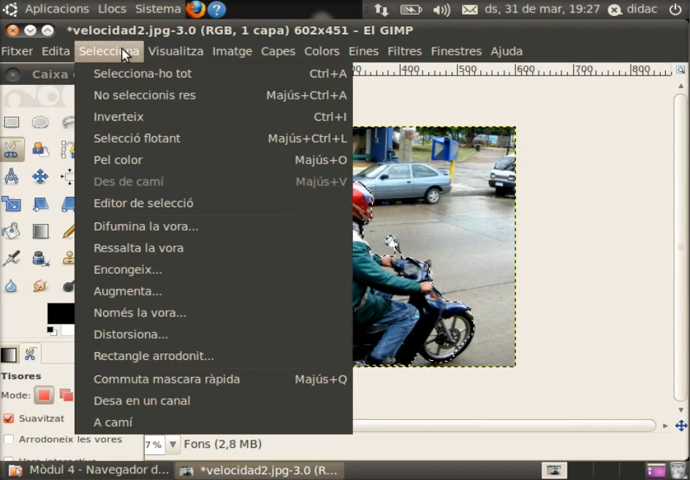 Aplicacions Llocs Sistema ds, 31 de mar, 19:27 didac
*velocidad2.jpg-3.0 (RGB, 1 capa) 602x451 – El GIMP
Fitxer Edita Selecciona Visualitza Imatge Capes Colors Eines Filtres Finestres Ajuda
Caixa
400 500 600 700 800
Selecciona-ho tot Ctrl+A
No seleccionis res Majús+Ctrl+A
Inverteix Ctrl+I
Selecció flotant Majús+Ctrl+L
Pel color Majús+O
Des de camí Majús+V
Editor de selecció
Difumina la vora...
Ressalta la vora
Encongeix...
Augmenta...
Només la vora...
Distorsiona...
Rectangle arrodonit...
Commuta mascara ràpida Majús+Q
Desa en un canal
A camí
Tisores
Mode:
Suavitzat
Arrodoneix les vores
7 % Fons (2,8 MB)
Mòdul 4 - Navegador d... *velocidad2.jpg-3.0 (R...